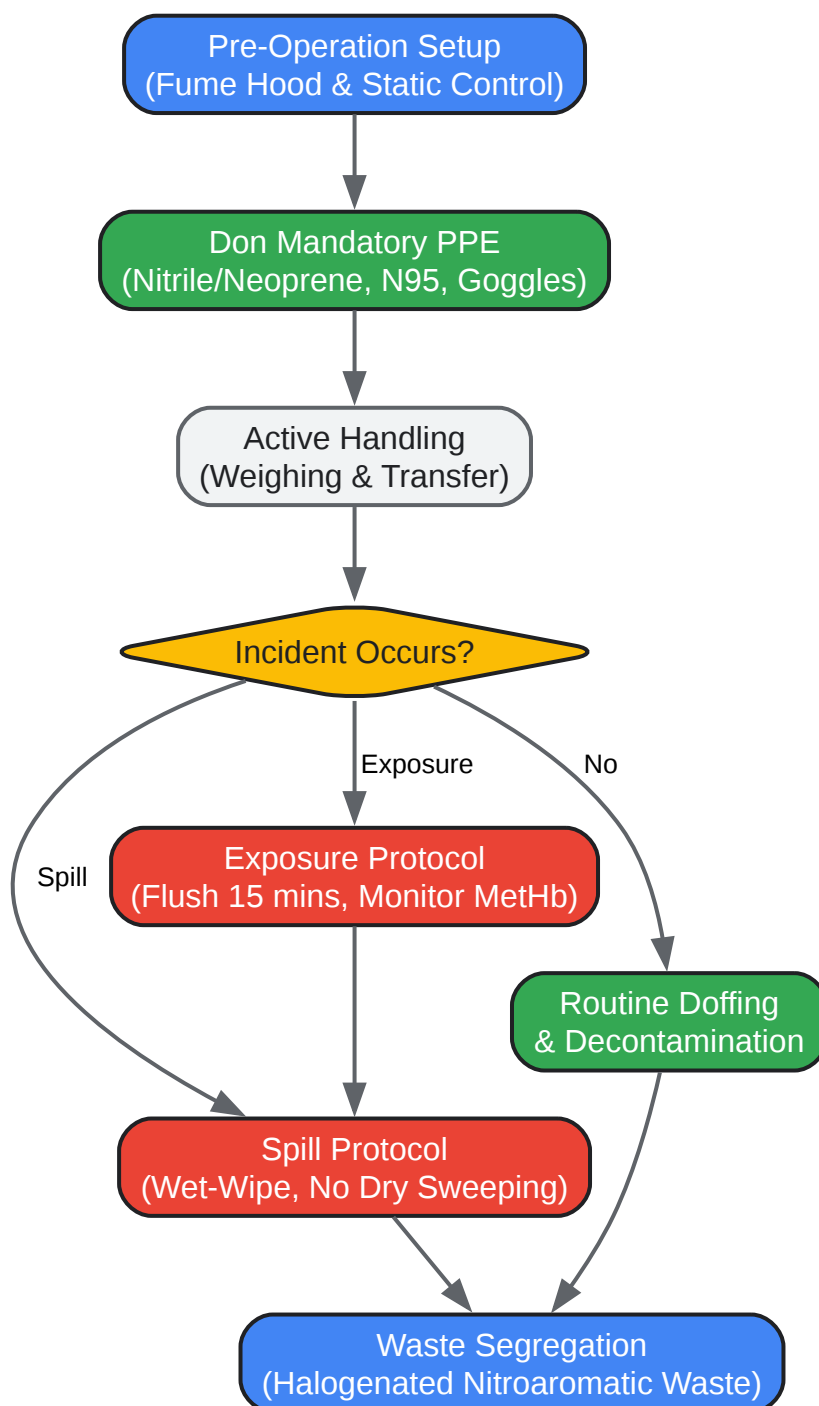 Pre-Operation Setup
(Fume Hood & Static Control)
Don Mandatory PPE
(Nitrile/Neoprene, N95, Goggles)
Active Handling
(Weighing & Transfer)
Incident Occurs?
Exposure
No
Exposure Protocol
(Flush 15 mins, Monitor MetHb)
Spill
Routine Doffing
& Decontamination
Spill Protocol
(Wet-Wipe, No Dry Sweeping)
Waste Segregation
(Halogenated Nitroaromatic Waste)